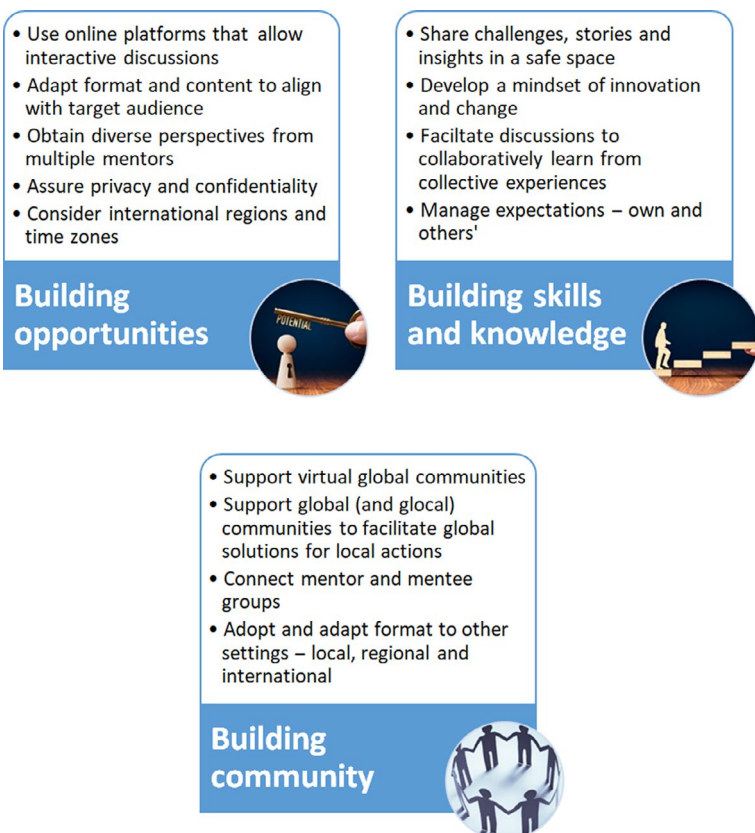 • Use online platforms that allow
interactive discussions
• Adapt format and content to align
with target audience
• Obtain diverse perspectives from
multiple mentors
• Assure privacy and confidentiality
• Consider international regions and
time zones
Building
opportunities
POTENTIAL
• Share challenges, stories and
insights in a safe space
• Develop a mindset of innovation
and change
• Faciltate discussions to
collaboratively learn from
collective experiences
• Manage expectations – own and
others'
Building skills
and knowledge
• Support virtual global communities
• Support global (and glocal)
communities to facilitate global
solutions for local actions
• Connect mentor and mentee
groups
• Adopt and adapt format to other
settings – local, regional and
international
Building
community